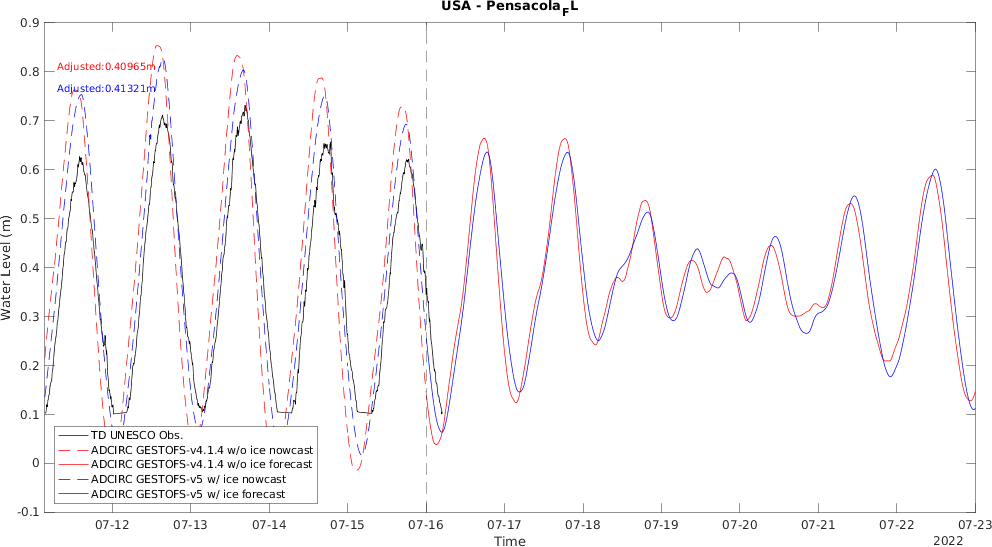 USA - Pensacola_FL
Adjusted:0.40965m
Adjusted:0.41321m
Water Level (m)
0.9
0.8
0.7
0.6
0.5
0.4
0.3
0.2
0.1
0
-0.1
TD UNESCO Obs.
ADCIRC GESTOFS-v4.1.4 w/o ice nowcast
ADCIRC GESTOFS-v4.1.4 w/o ice forecast
ADCIRC GESTOFS-v5 w/ ice nowcast
ADCIRC GESTOFS-v5 w/ ice forecast
07-12 07-13 07-14 07-15 07-16 07-17 07-18 07-19 07-20 07-21 07-22 07-23
Time
2022